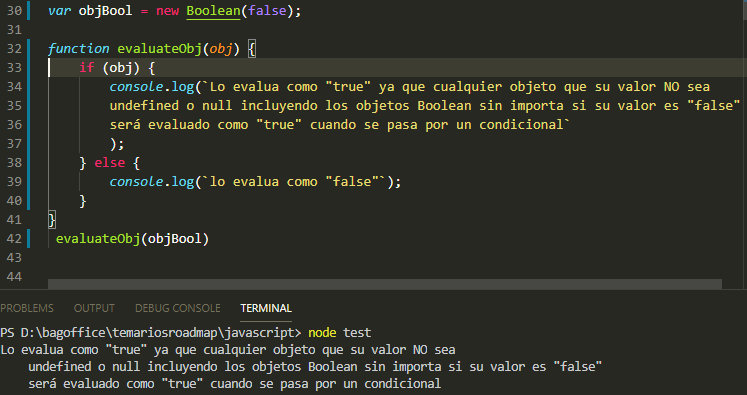 30 var objBool = new Boolean(false);
31
32 function evaluateObj(obj) {
33 if (obj) {
34 console.log(`Lo evalua como "true" ya que cualquier objeto que su valor NO sea
35 undefined o null incluyendo los objetos Boolean sin importa si su valor es "false"
36 será evaluado como "true" cuando se pasa por un condicional`
37 );
38 } else {
39 console.log(`lo evalua como "false"`);
40 }
41 }
42 evaluateObj(objBool)
43
44
PROBLEMS OUTPUT DEBUG CONSOLE TERMINAL
PS D:\bagoffice\temariosroadmap\javascript> node test
Lo evalua como "true" ya que cualquier objeto que su valor NO sea
undefined o null incluyendo los objetos Boolean sin importa si su valor es "false"
será evaluado como "true" cuando se pasa por un condicional